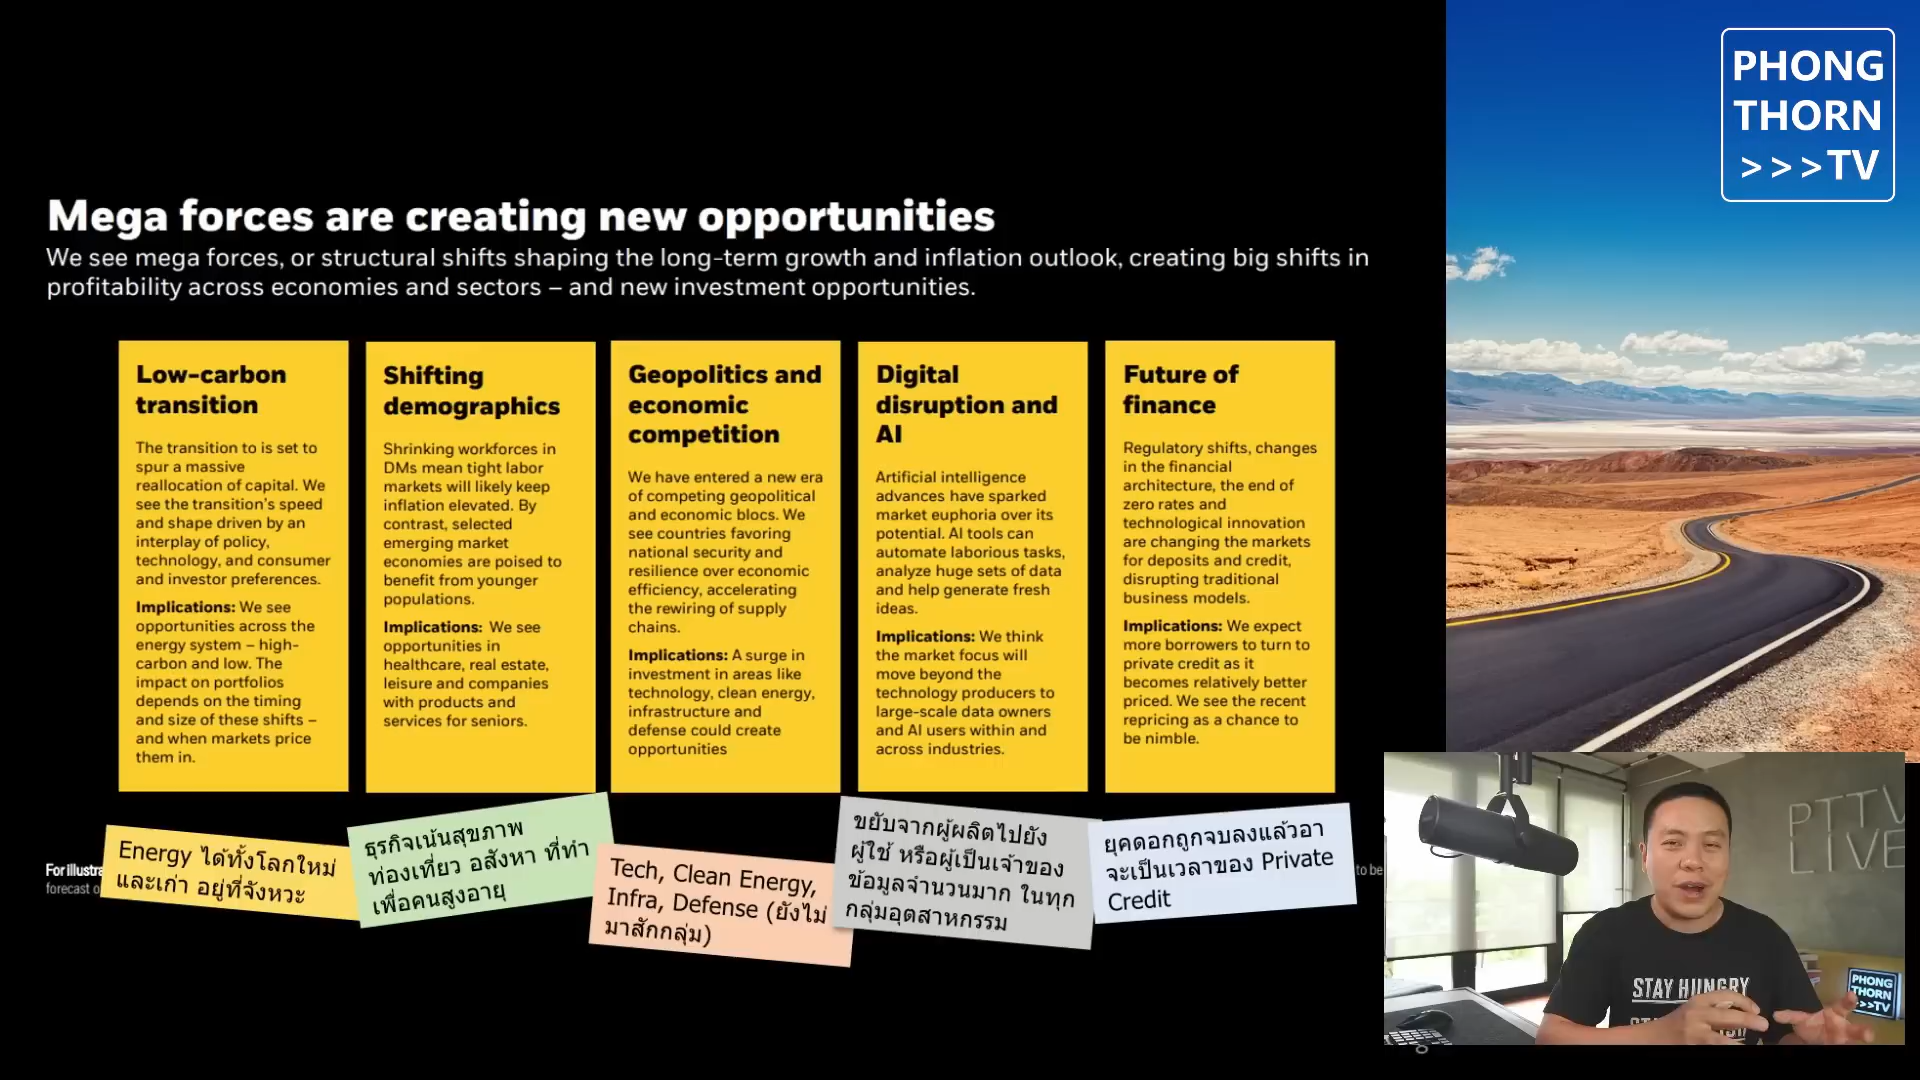 PHONG
THORN
>>>TV
Mega forces are creating new opportunities
We see mega forces, or structural shifts shaping the long-term growth and inflation outlook, creating big shifts in
profitability across economies and sectors – and new investment opportunities.
Low-carbon
transition
The transition to is set to
spur a massive
reallocation of capital. We
see the transition's speed
and shape driven by an
interplay of policy,
technology, and consumer
and investor preferences.
Implications: We see
opportunities across the
energy system – high-
carbon and low. The
impact on portfolios
depends on the timing
and size of these shifts –
and when markets price
them in.
Shifting
demographics
Shrinking workforces in
DMs mean tight labor
markets will likely keep
inflation elevated. By
contrast, selected
emerging market
economies are poised to
benefit from younger
populations.
Implications: We see
opportunities in
healthcare, real estate,
leisure and companies
with products and
services for seniors.
Geopolitics and
economic
competition
We have entered a new era
of competing geopolitical
and economic blocs. We
see countries favoring
national security and
resilience over economic
efficiency, accelerating
the rewiring of supply
chains.
Implications: A surge in
investment in areas like
technology, clean energy,
infrastructure and
defense could create
opportunities
Digital
disruption and
AI
Artificial intelligence
advances have sparked
market euphoria over its
potential. AI tools can
automate laborious tasks,
analyze huge sets of data
and help generate fresh
ideas.
Implications: We think
the market focus will
move beyond the
technology producers to
large-scale data owners
and AI users within and
across industries.
Future of
finance
Regulatory shifts, changes
in the financial
architecture, the end of
zero rates and
technological innovation
are changing the markets
for deposits and credit,
disrupting traditional
business models.
Implications: We expect
more borrowers to turn to
private credit as it
becomes relatively better
priced. We see the recent
repricing as a chance to
be nimble.
For
forecast
to be
Energy ได้ทั้งโลกใหม่
และเก่า อยู่ที่จังหวะ
ธุรกิจเน้นสุขภาพ
ท่องเที่ยว อสังหา ที่ทำ
เพื่อคนสูงอายุ
Tech, Clean Energy,
Infra, Defense (ยังไม่
มาสักกลุ่ม)
ขยับจากผู้ผลิตไปยัง
ผู้ใช้ หรือผู้เป็นเจ้าของ
ข้อมูลจำนวนมาก ในทุก
กลุ่มอุตสาหกรรม
ยุคดอกถูกจบลงแล้วอา
จะเป็นเวลาของ Private
Credit
PTTV
LIVE
STAY HUNGRY
PHONG
THORN
>>>TV